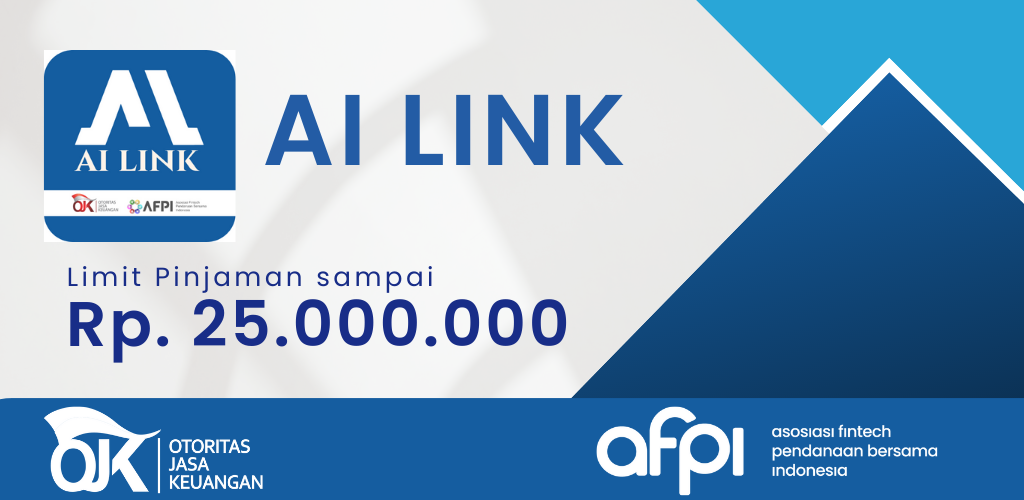 AI LINK
OTORITAS
JASA
KEUANGAN
AFPI
Asosiasi Fintech
Pendanaan Bersama
Indonesia
AI LINK
Limit Pinjaman sampai
Rp. 25.000.000
OJK
OTORITAS
JASA
KEUANGAN
afpi
asosiasi fintech
pendanaan bersama
indonesia